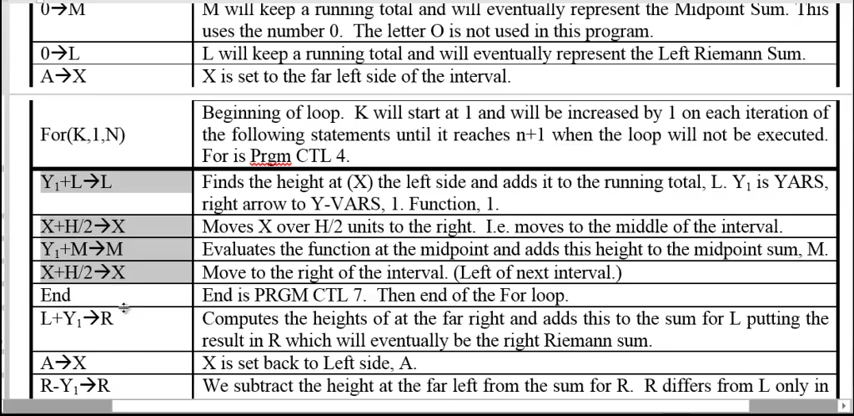 0→M M will keep a running total and will eventually represent the Midpoint Sum. This
uses the number 0. The letter O is not used in this program.
0→L L will keep a running total and will eventually represent the Left Riemann Sum.
A→X X is set to the far left side of the interval.
Beginning of loop. K will start at 1 and will be increased by 1 on each iteration of
For(K,1,N) the following statements until it reaches n+1 when the loop will not be executed.
For is Prgm CTL 4.
Y₁+L→L Finds the height at (X) the left side and adds it to the running total, L. Y₁ is YARS,
right arrow to Y-VARS, 1. Function, 1.
X+H/2→X Moves X over H/2 units to the right. I.e. moves to the middle of the interval.
Y₁+M→M Evaluates the function at the midpoint and adds this height to the midpoint sum, M.
X+H/2→X Move to the right of the interval. (Left of next interval.)
End End is PRGM CTL 7. Then end of the For loop.
L+Y₁→R Computes the heights of at the far right and adds this to the sum for L putting the
result in R which will eventually be the right Riemann sum.
A→X X is set back to Left side, A.
R-Y₁→R We subtract the height at the far left from the sum for R. R differs from L only in